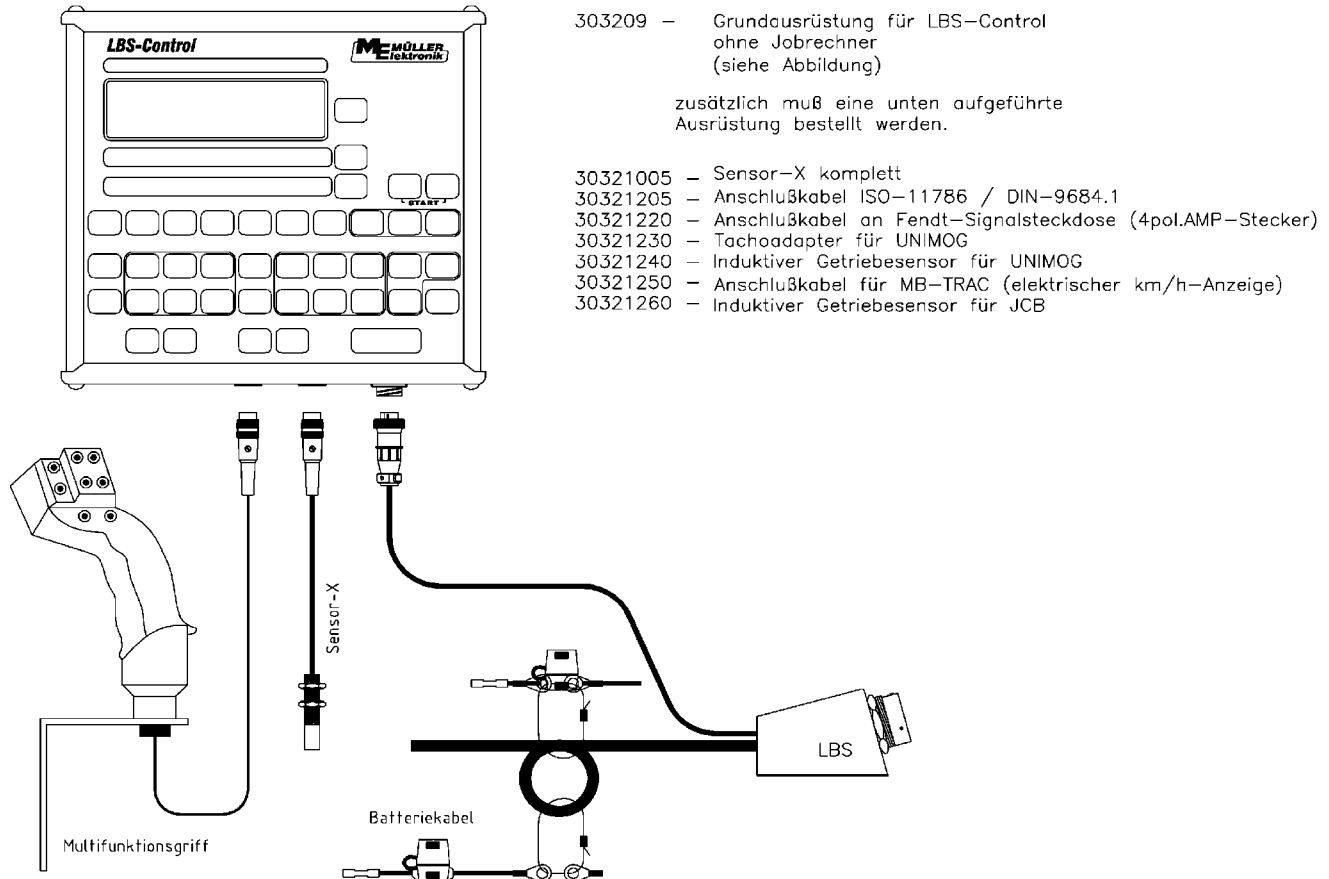 LBS-Control
MÜLLER
Elektronik
START
303209 – Grundausrüstung für LBS-Control
ohne Jobrechner
(siehe Abbildung)
zusätzlich muß eine unten aufgeführte
Ausrüstung bestellt werden.
30321005 – Sensor-X komplett
30321205 – Anschlußkabel ISO-11786 / DIN-9684.1
30321220 – Anschlußkabel an Fendt-Signalsteckdose (4pol.AMP-Stecker)
30321230 – Tachoadapter für UNIMOG
30321240 – Induktiver Getriebesensor für UNIMOG
30321250 – Anschlußkabel für MB-TRAC (elektrischer km/h-Anzeige)
30321260 – Induktiver Getriebesensor für JCB
Sensor-X
LBS
Batteriekabel
Multifunktionsgriff